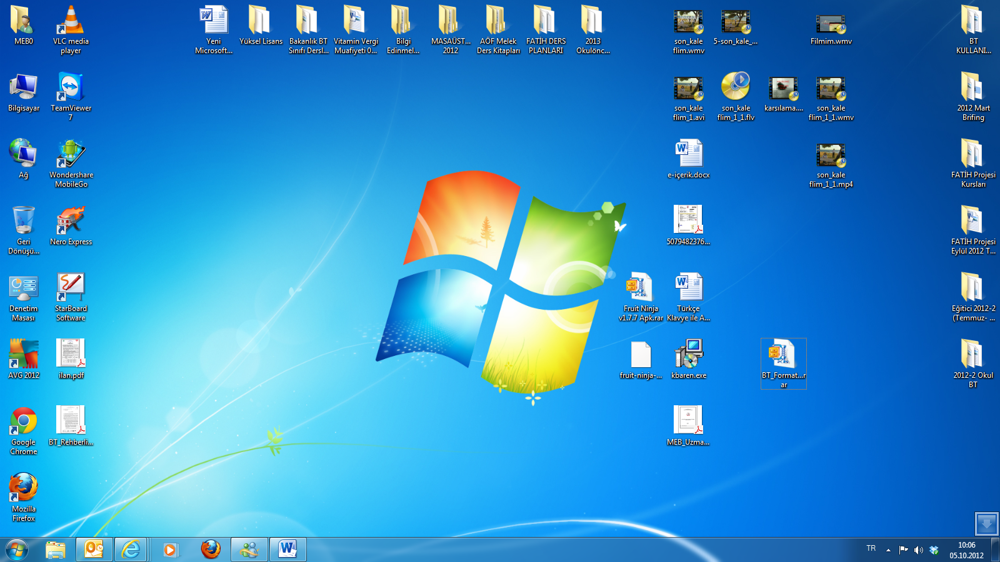 MEB0
VLC media
player
Yeni
Microsoft...
Yüksel Lisans
Bakanlık BT
Sınıfı Dersl...
Vitamin Vergi
Muafiyeti 0...
Bilgi
Edinmel...
MASAÜST...
2012
AÖF Melek
Ders Kitapları
FATİH DERS
PLANLARI
2013
Okulönc...
son_kale
flim.wmv
5-son_kale_...
Filmim.wmv
BT
KULLANI...
Bilgisayar
TeamViewer
7
son_kale
flim_1.avi
son_kale
flim_1_1.flv
karsılama....
son_kale
flim_1_1.wmv
2012 Mart
Brifing
Ağ
Wondershare
MobileGo
e-içerik.docx
son_kale
flim_1_1.mp4
FATİH Projesi
Kursları
Geri
Dönüşü...
Nero Express
5079482376...
FATİH Projesi
Eylül 2012 T...
Denetim
Masası
StarBoard
Software
Fruit Ninja
v1.7.7 Apk.rar
Türkçe
Klavye ile A...
Eğitici 2012-2
(Temmuz- ...
AVG 2012
ilan.pdf
fruit-ninja-...
kbaren.exe
BT_Format...r
ar
2012-2 Okul
BT
Google
Chrome
BT_Rehberli...
MEB_Uzma...
Mozilla
Firefox
TR
10:06
05.10.2012